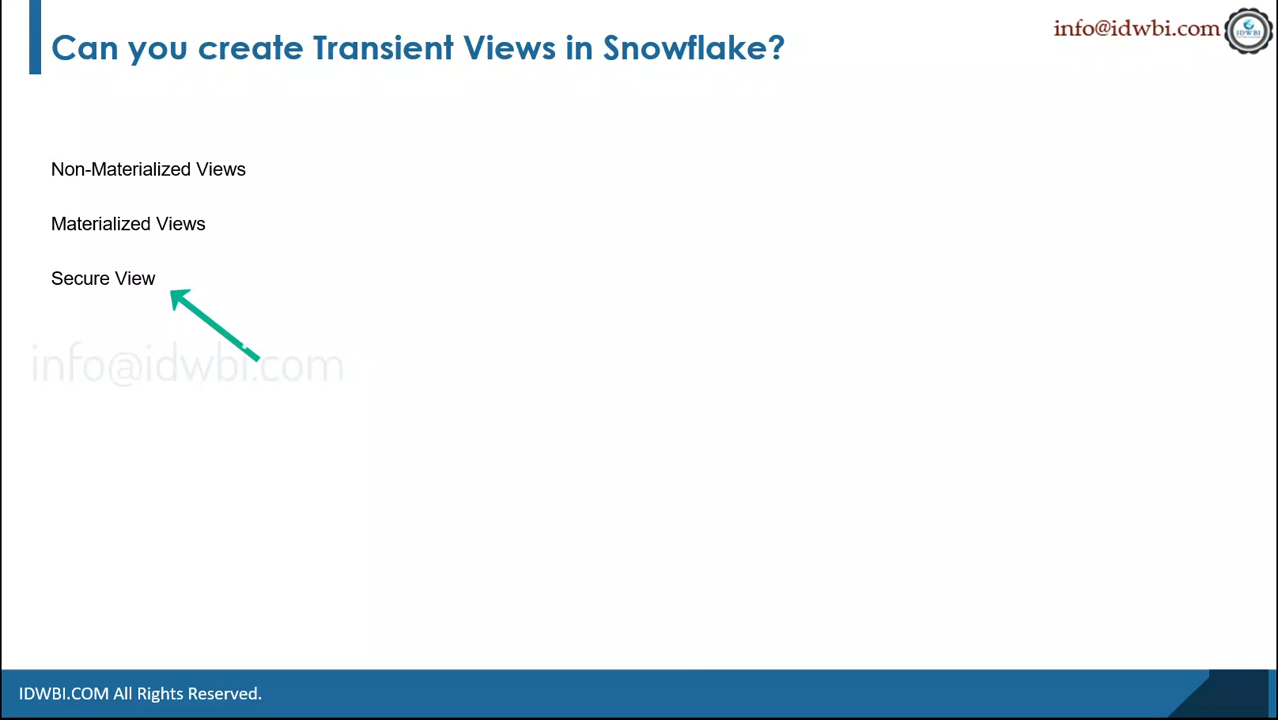 Can you create Transient Views in Snowflake?
info@idwbi.com
IDWBI
Non-Materialized Views
Materialized Views
Secure View
info@idwbi.com
IDWBI.COM All Rights Reserved.